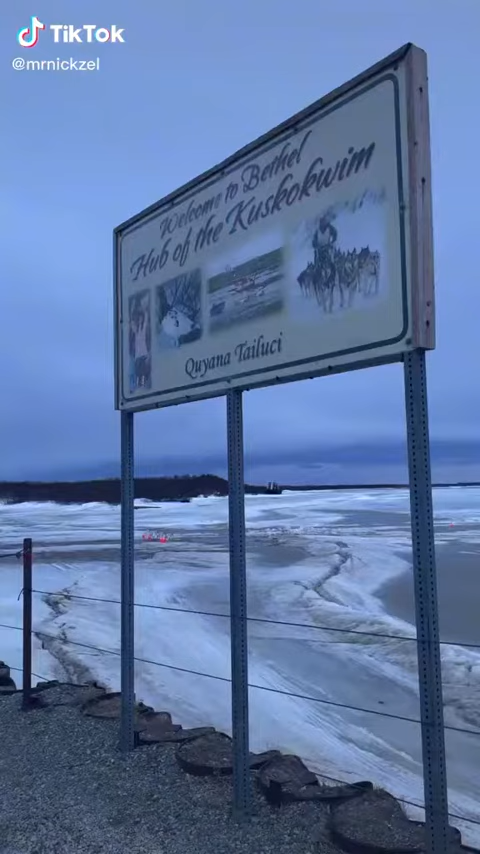 TikTok
@mrnickzel
Welcome to Bethel
Hub of the Kuskokwim
Quyana Tailuci